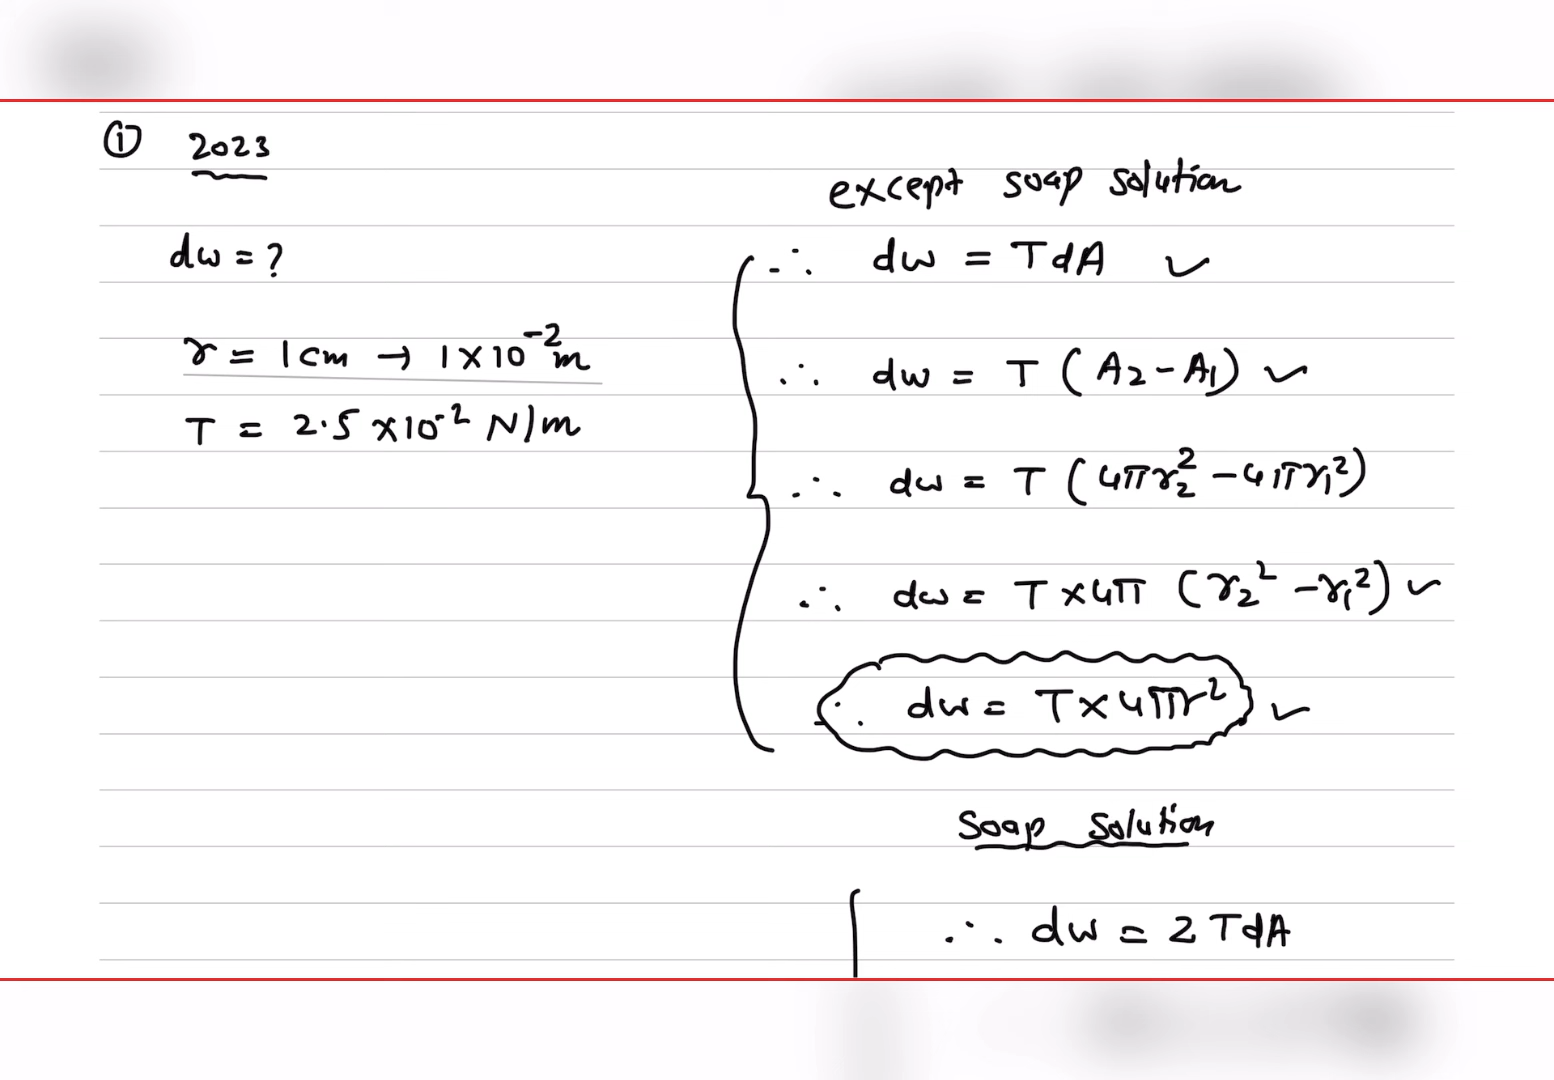 ① 2023
dw = ?
r = 1cm → 1×10⁻²m
T = 2.5×10⁻² N/m
except soap solution
∴ dw = TdA ✓
∴ dw = T (A₂-A₁) ✓
∴ dw = T (4πr₂² - 4πr₁²)
∴ dw = T×4π (r₂² - r₁²) ✓
∴ dw = T×4πr² ✓
Soap solution
∴ dw = 2TdA